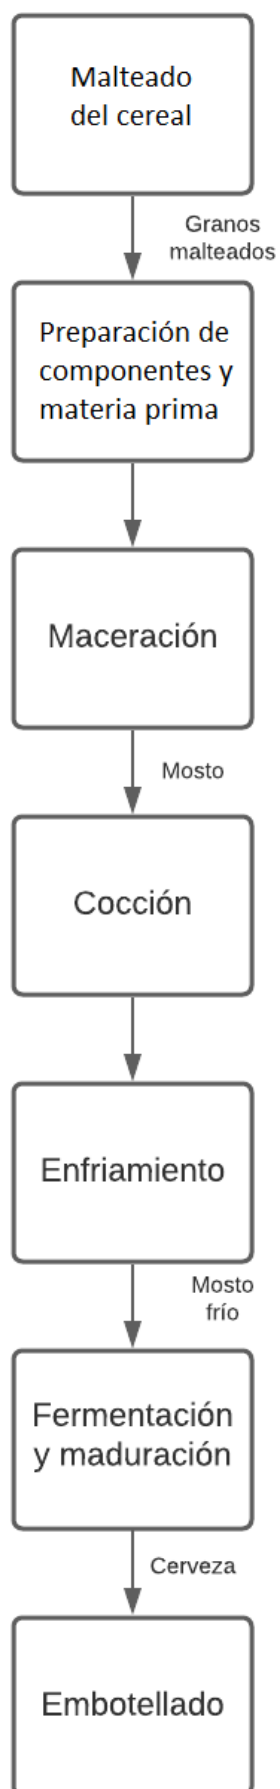 Malteado
del cereal
Granos
malteados
Preparación de
componentes y
materia prima
Maceración
Mosto
Cocción
Enfriamiento
Mosto
frío
Fermentación
y maduración
Cerveza
Embotellado